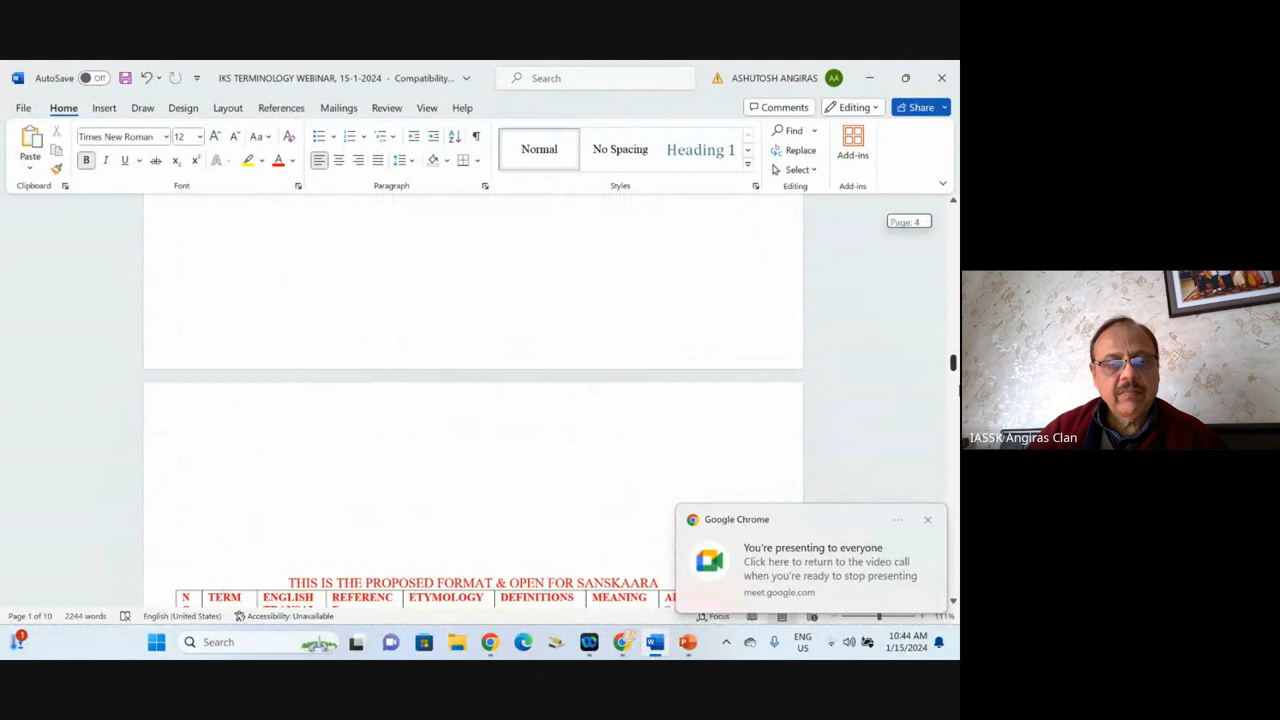 AutoSave Off IKS TERMINOLOGY WEBINAR, 15-1-2024 - Compatibility... Search ASHUTOSH ANGIRAS AA
File Home Insert Draw Design Layout References Mailings Review View Help Comments Editing Share
Times New Roman 12 Aa Find
Paste B I U ab x₂ x² A A Normal No Spacing Heading 1 Replace Add-ins
Select
Clipboard Font Paragraph Styles Editing Add-ins
Page: 4
IASSK Angiras Clan
Google Chrome
You're presenting to everyone
Click here to return to the video call
when you're ready to stop presenting
meet.google.com
THIS IS THE PROPOSED FORMAT & OPEN FOR SANSKAARA
N TERM ENGLISH REFERENC ETYMOLOGY DEFINITIONS MEANING
Page 1 of 10 2244 words English (United States) Accessibility: Unavailable Focus 111%
1 Search ENG 10:44 AM
US 1/15/2024